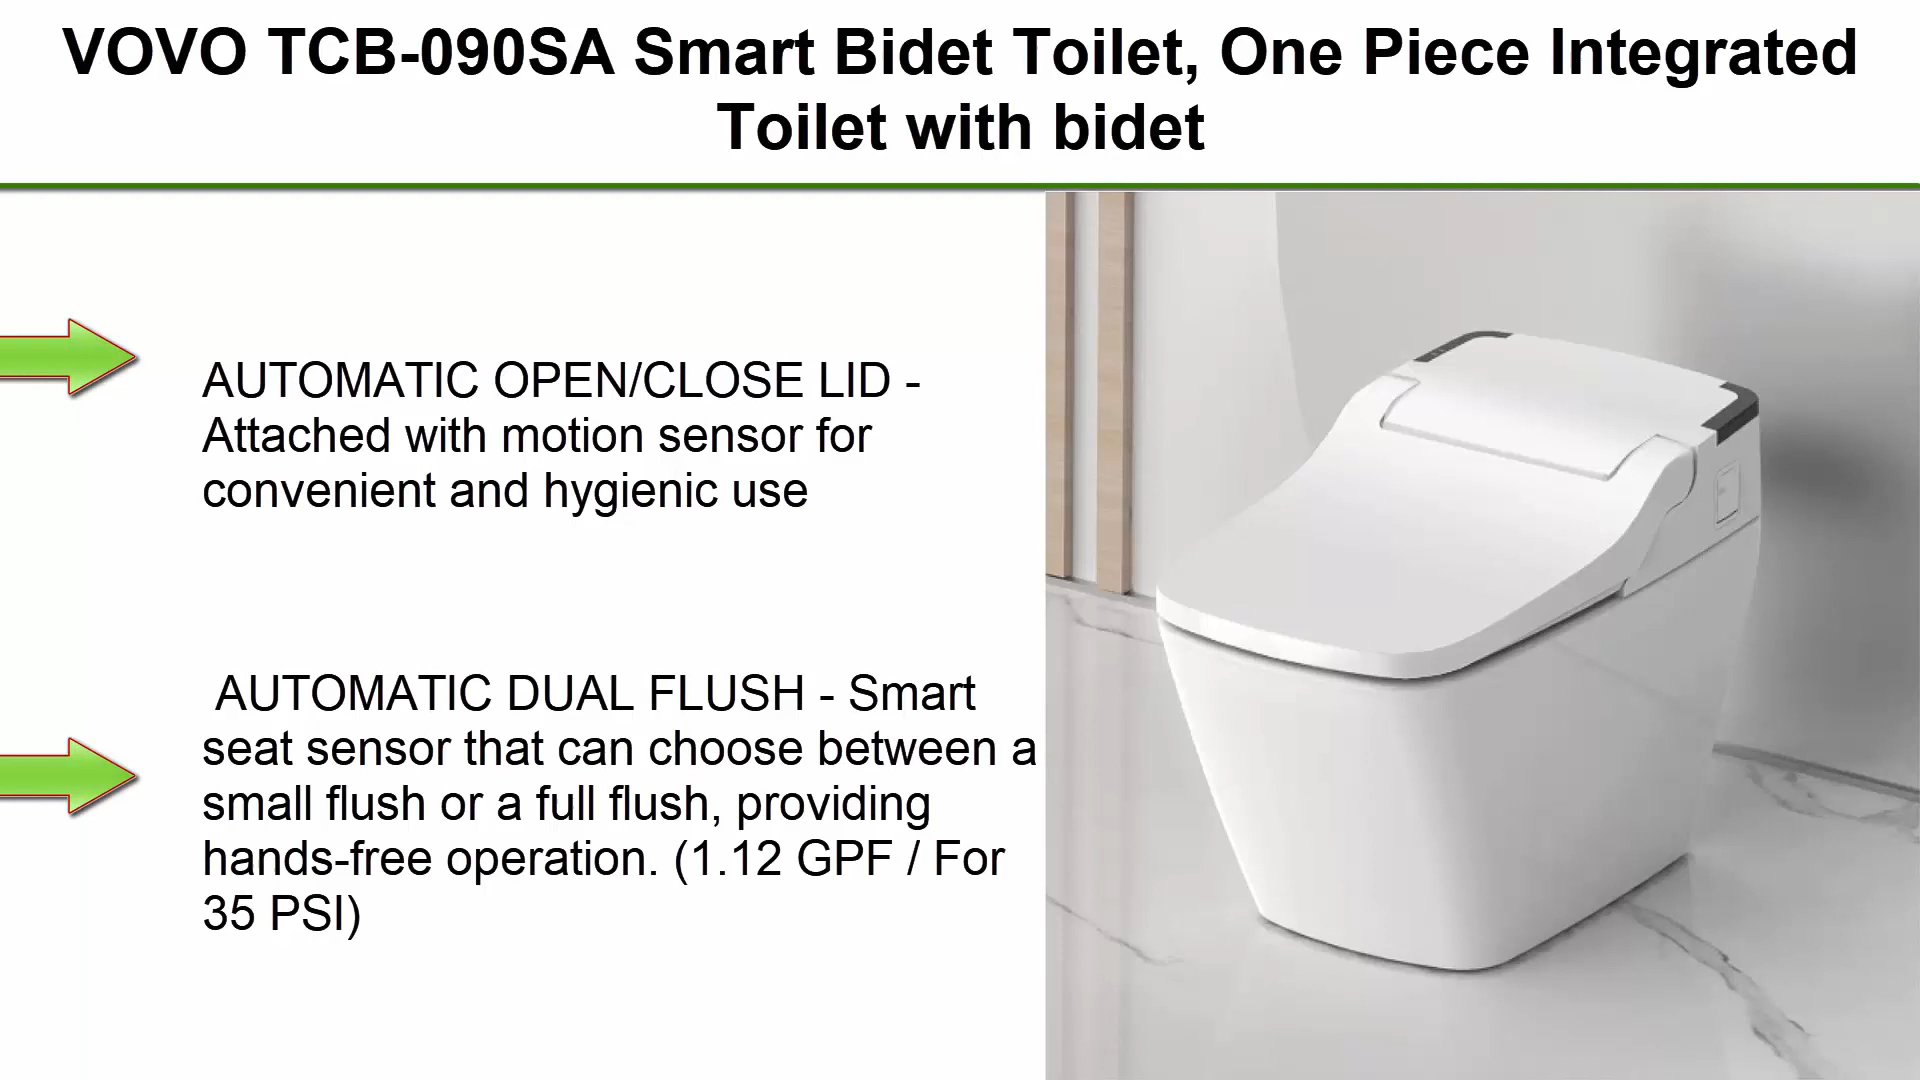 VOVO TCB-090SA Smart Bidet Toilet, One Piece Integrated
Toilet with bidet
AUTOMATIC OPEN/CLOSE LID -
Attached with motion sensor for
convenient and hygienic use
AUTOMATIC DUAL FLUSH - Smart
seat sensor that can choose between a
small flush or a full flush, providing
hands-free operation. (1.12 GPF / For
35 PSI)